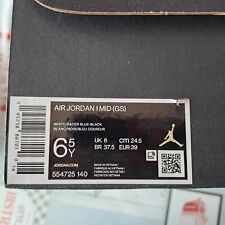 AIR JORDAN 1 MID (GS)
WHITE/RACER BLUE-BLACK
BLANC/NOIR/BLEU COUREUR
6.5Y
UK 6 CM 24.5
BR 37.5 EUR 39
JORDAN.COM
554725 140
MADE IN VIETNAM